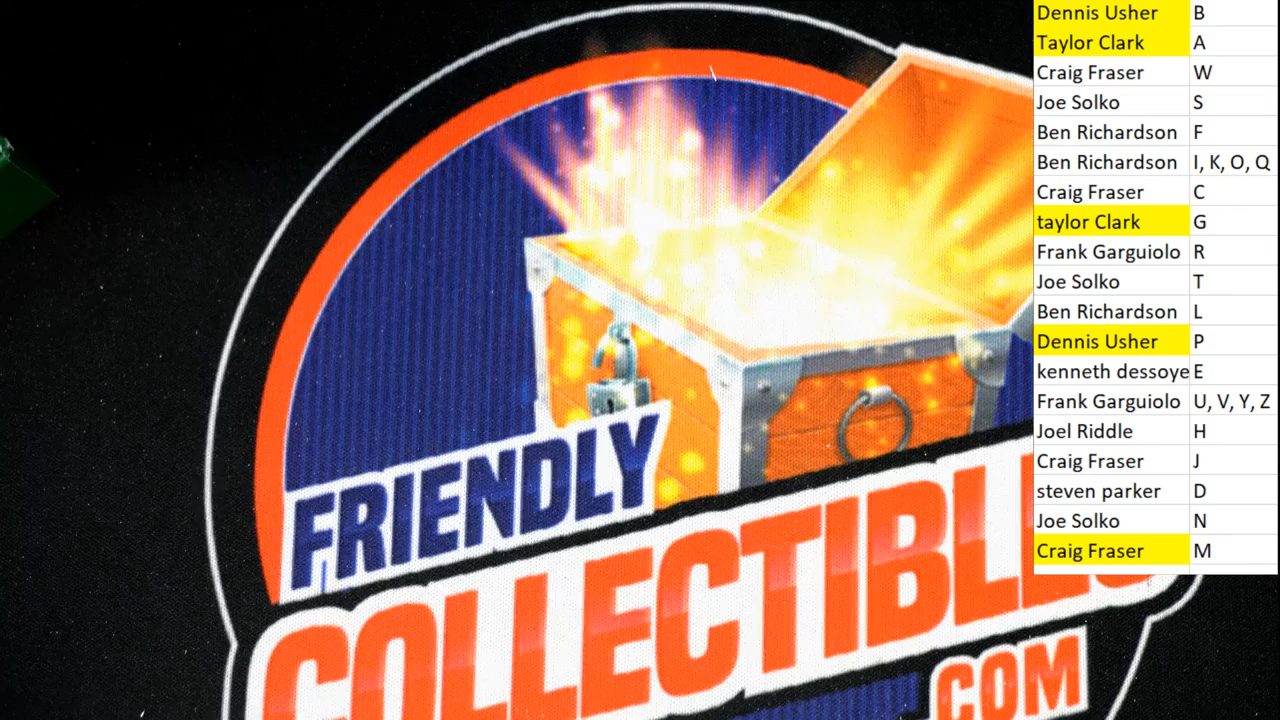 Dennis Usher B
Taylor Clark A
Craig Fraser W
Joe Solko S
Ben Richardson F
Ben Richardson I, K, O, Q
Craig Fraser C
taylor Clark G
Frank Garguiolo R
Joe Solko T
Ben Richardson L
Dennis Usher P
kenneth dessoye E
Frank Garguiolo U, V, Y, Z
Joel Riddle H
Craig Fraser J
steven parker D
Joe Solko N
Craig Fraser M
FRIENDLY
COLLECTIBLES
.COM